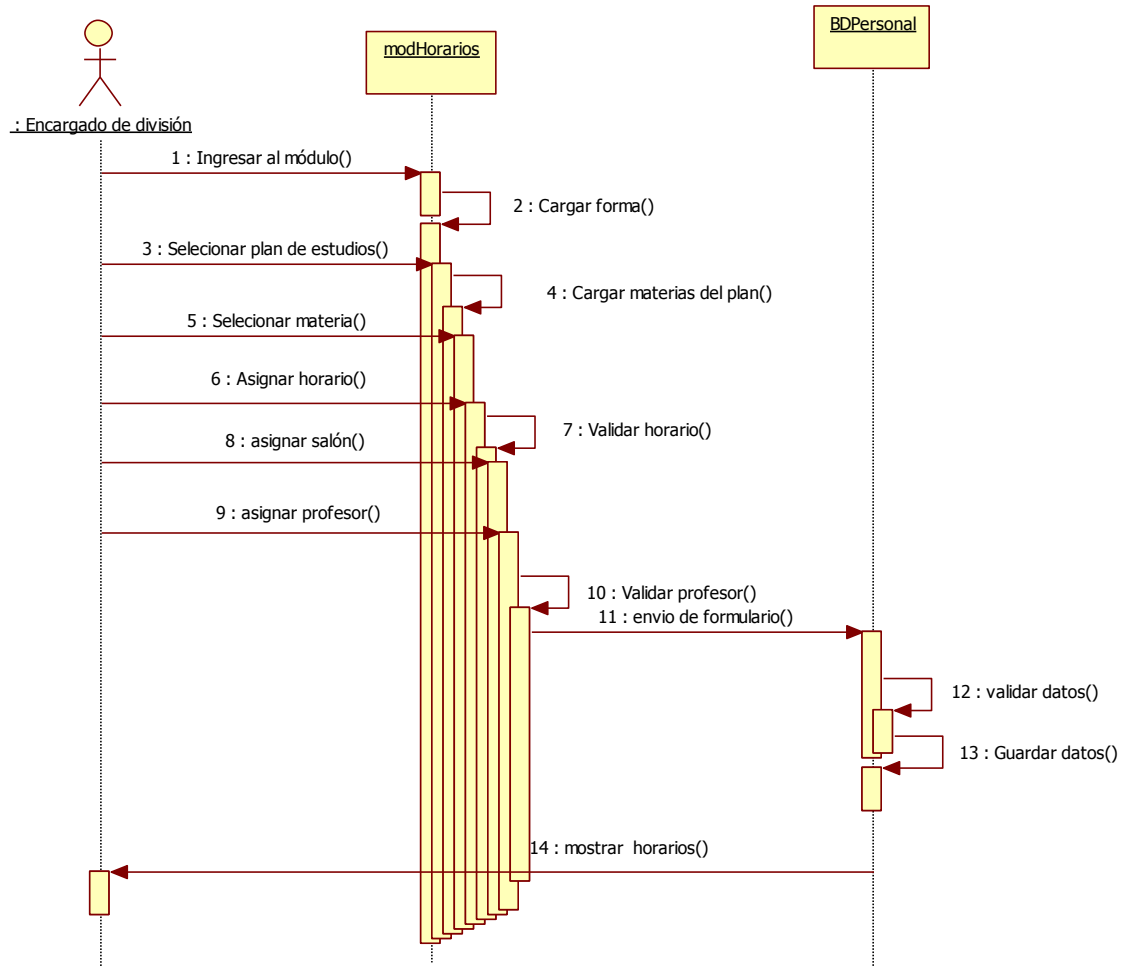 BDPersonal
modHorarios
: Encargado de división
1 : Ingresar al módulo()
2 : Cargar forma()
3 : Selecionar plan de estudios()
4 : Cargar materias del plan()
5 : Selecionar materia()
6 : Asignar horario()
7 : Validar horario()
8 : asignar salón()
9 : asignar profesor()
10 : Validar profesor()
11 : envio de formulario()
12 : validar datos()
13 : Guardar datos()
14 : mostrar horarios()